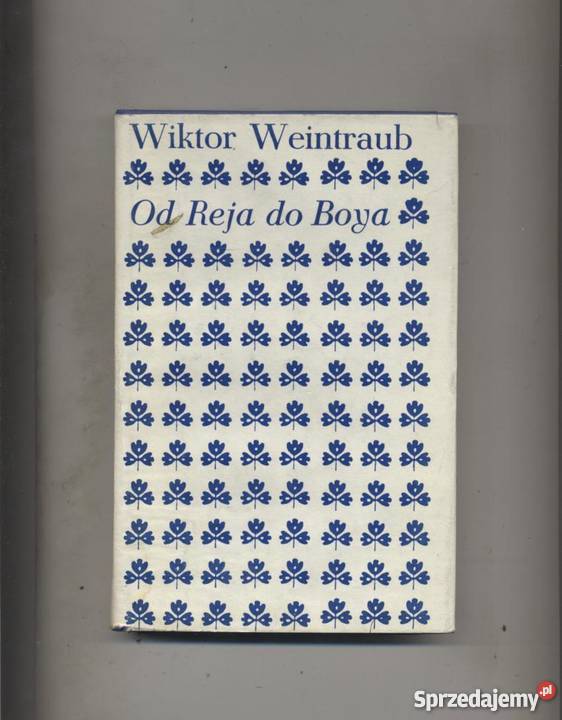 Wiktor Weintraub
Od Reja do Boya
Sprzedajemy.pl